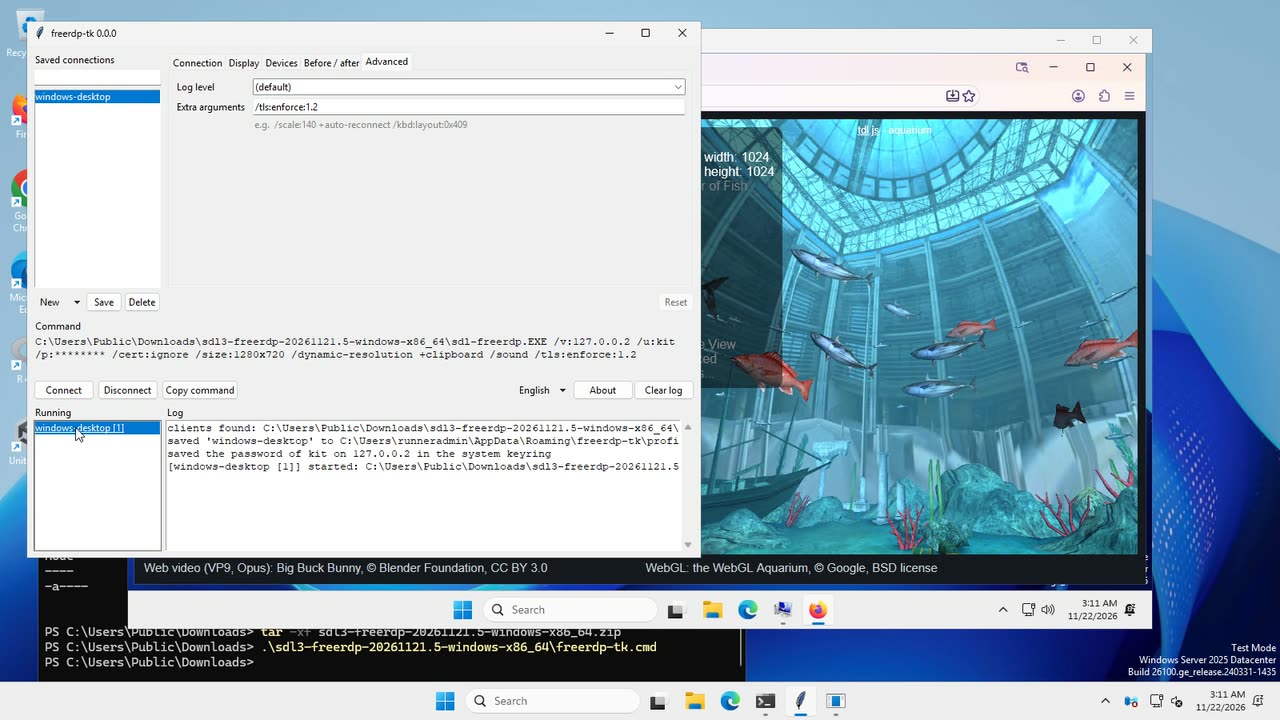 freerdp-tk 0.0.0
Saved connections
windows-desktop
Connection Display Devices Before / after Advanced
Log level (default)
Extra arguments /tls:enforce:1.2
e.g. /scale:140 +auto-reconnect /kbd:layout:0x409
New Save Delete Reset
Command
C:\Users\Public\Downloads\sdl3-freerdp-20261121.5-windows-x86_64\sdl-freerdp.EXE /v:127.0.0.2 /u:kit
/p:******** /cert:ignore /size:1280x720 /dynamic-resolution +clipboard /sound /tls:enforce:1.2
Connect Disconnect Copy command English About Clear log
Running Log
windows-desktop [1]
clients found: C:\Users\Public\Downloads\sdl3-freerdp-20261121.5-windows-x86_64\
saved 'windows-desktop' to C:\Users\runneradmin\AppData\Roaming\freerdp-tk\profi
saved the password of kit on 127.0.0.2 in the system keyring
[windows-desktop [1]] started: C:\Users\Public\Downloads\sdl3-freerdp-20261121.5
tdl.js aquarium
width: 1024
height: 1024
r of Fish
e View
Web video (VP9, Opus): Big Buck Bunny, © Blender Foundation, CC BY 3.0
WebGL: the WebGL Aquarium, © Google, BSD license
Search
3:11 AM
11/22/2026
----
-a----
PS C:\Users\Public\Downloads> tar -xf sdl3-freerdp-20261121.5-windows-x86_64.zip
PS C:\Users\Public\Downloads> .\sdl3-freerdp-20261121.5-windows-x86_64\freerdp-tk.cmd
PS C:\Users\Public\Downloads>
Test Mode
Windows Server 2025 Datacenter
Build 26100.ge_release.240331-1435
Search
3:11 AM
11/22/2026